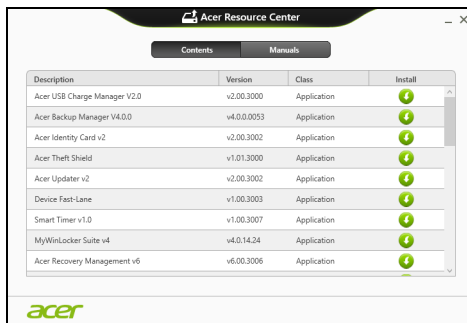 Acer Resource Center
Contents Manuals
Description Version Class Install
Acer USB Charge Manager V2.0 v2.00.3000 Application
Acer Backup Manager V4.0.0 v4.0.0.0053 Application
Acer Identity Card v2 v2.00.3002 Application
Acer Theft Shield v1.01.3000 Application
Acer Updater v2 v2.00.3002 Application
Device Fast-Lane v1.00.3003 Application
Smart Timer v1.0 v1.00.3007 Application
MyWinLocker Suite v4 v4.0.14.24 Application
Acer Recovery Management v6 v6.00.3006 Application
acer